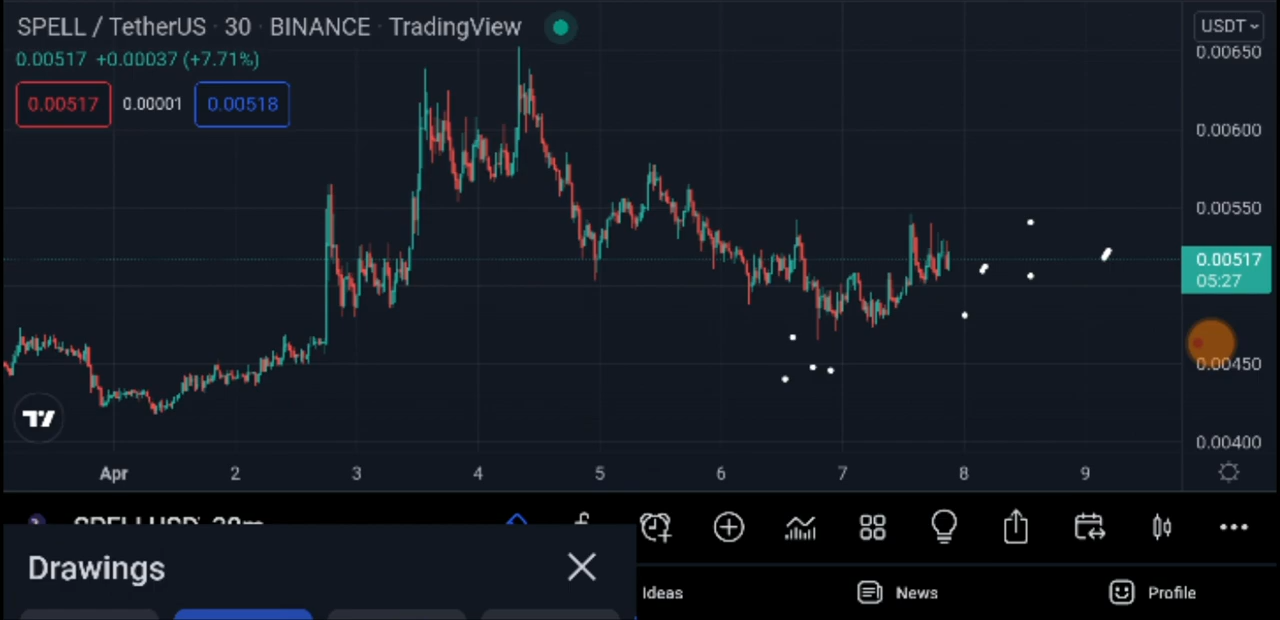 SPELL / TetherUS · 30 · BINANCE · TradingView
USDT
0.00517 +0.00037 (+7.71%)
0.00517 0.00001 0.00518
0.00650
0.00600
0.00550
0.00517
05:27
0.00450
0.00400
Apr 2 3 4 5 6 7 8 9
Drawings
Ideas
News
Profile